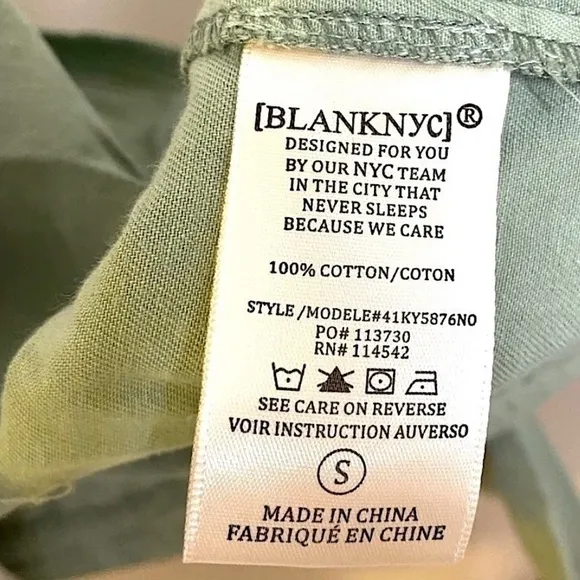 [BLANKNYC]®
DESIGNED FOR YOU
BY OUR NYC TEAM
IN THE CITY THAT
NEVER SLEEPS
BECAUSE WE CARE
100% COTTON/COTON
STYLE/MODELE#41KY5876NO
PO# 113730
RN# 114542
SEE CARE ON REVERSE
VOIR INSTRUCTION AUVERSO
S
MADE IN CHINA
FABRIQUÉ EN CHINE